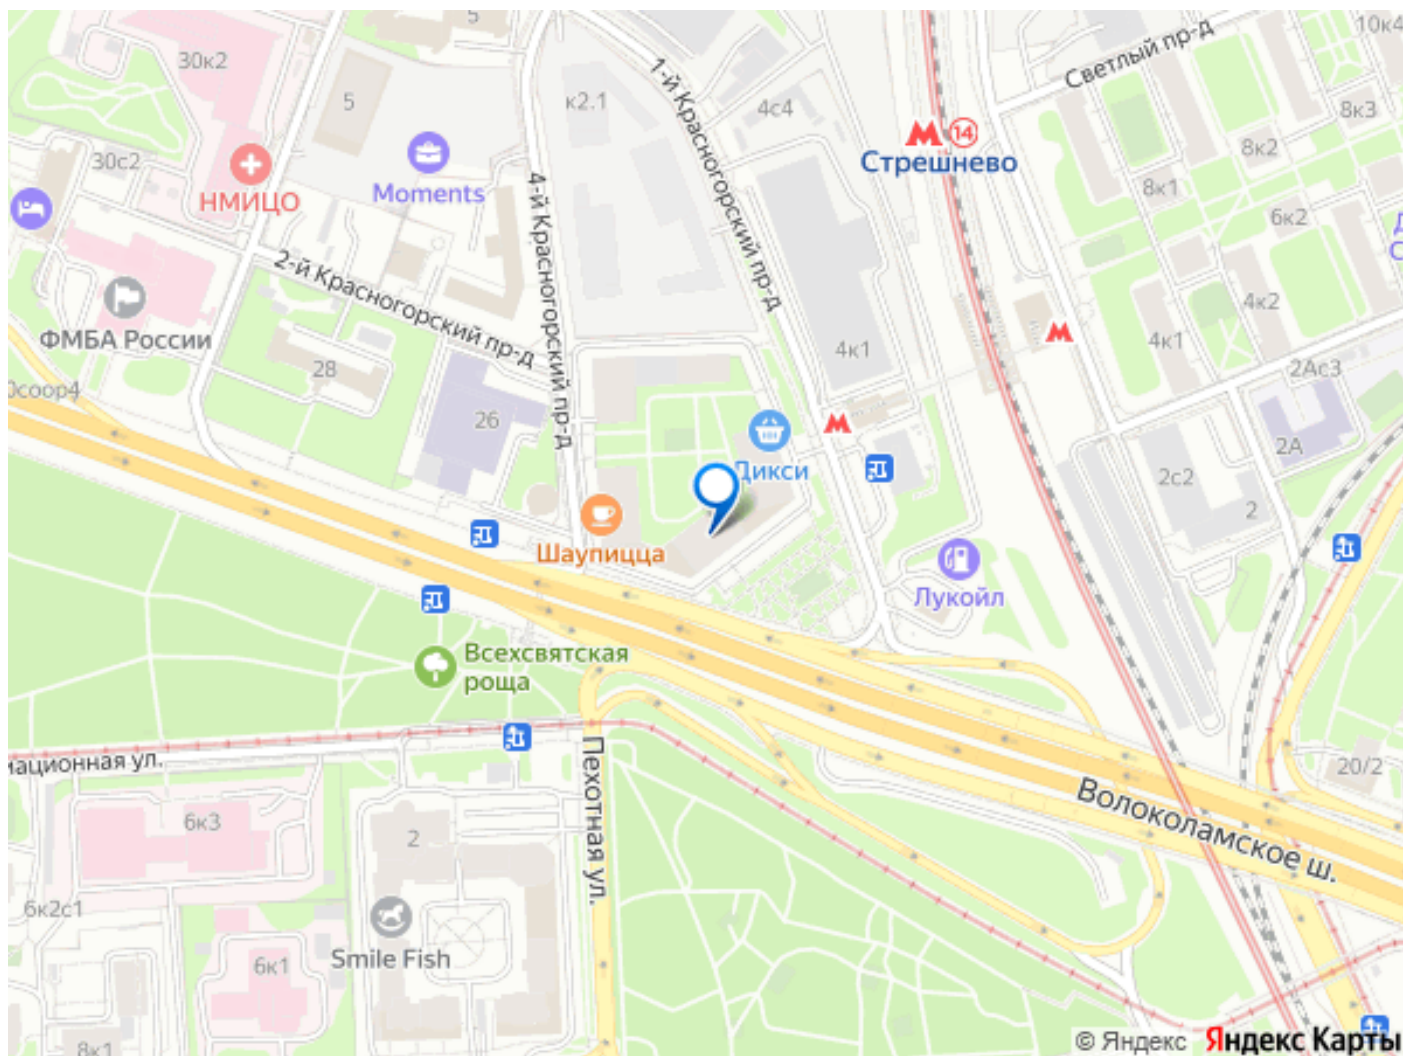 5
10к4
30к2
5
к2.1
1-й Красногорский пр-д
4с4
Светлый пр-д
8к3
14
Стрешнево
8к2
30с2
НМИЦО
Moments
4-й Красногорский пр-д
8к1
6к2
2-й Красногорский пр-д
ФМБА России
28
4к1
4к2
4к1
2Ас3
26
Дикси
2А
2с2
2
Шаупицца
Лукойл
Всехсвятская
роща
Пехотная ул.
20/2
Волоколамское ш.
6к3
2
6к2с1
Smile Fish
6к1
8к1
© Яндекс Яндекс Карты